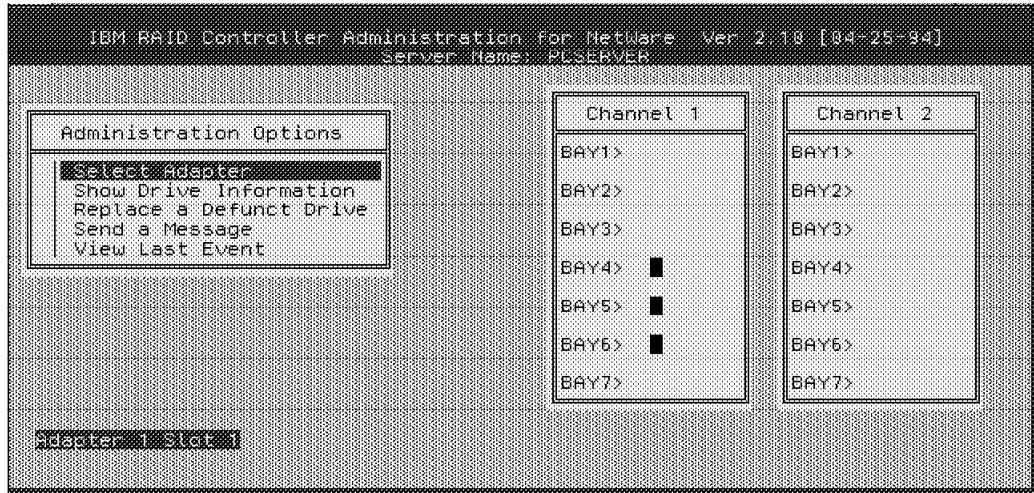 IBM RAID Controller Administration for NetWare Ver 2.10 [04-25-94]
Server Name: PCSERVER
Administration Options
Select Adapter
Show Drive Information
Replace a Defunct Drive
Send a Message
View Last Event
Channel 1
BAY1>
BAY2>
BAY3>
BAY4>
BAY5>
BAY6>
BAY7>
Channel 2
BAY1>
BAY2>
BAY3>
BAY4>
BAY5>
BAY6>
BAY7>
Adapter 1 Slot 1